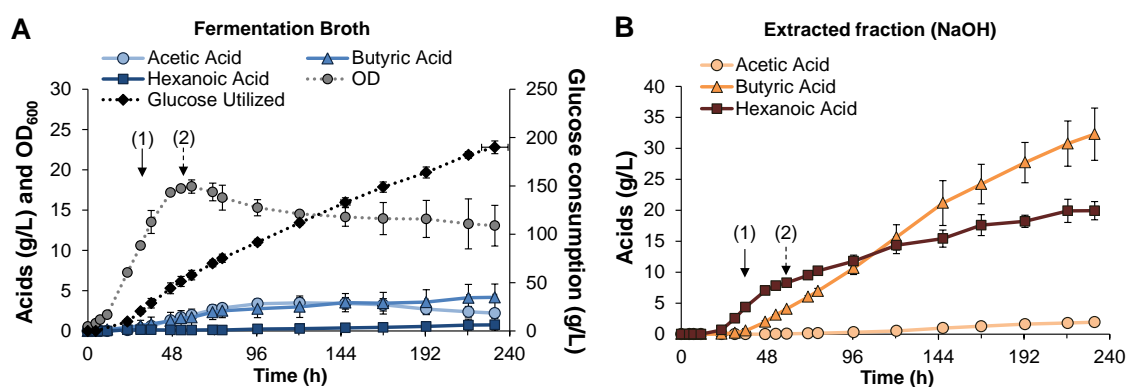 A
Fermentation Broth
Acetic Acid
Butyric Acid
Hexanoic Acid
OD
Glucose Utilized
Acids (g/L) and OD600
30
25
20
15
10
5
0
(1)
(2)
250
200
150
100
50
0
Glucose consumption (g/L)
0 48 96 144 192 240
Time (h)
B
Extracted fraction (NaOH)
Acetic Acid
Butyric Acid
Hexanoic Acid
Acids (g/L)
40
35
30
25
20
15
10
5
0
(1)
(2)
0 48 96 144 192 240
Time (h)